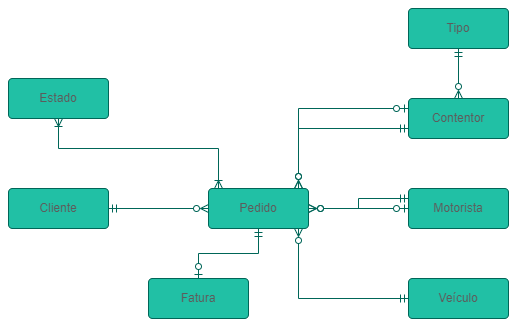 Tipo
Estado
Contentor
Cliente
Pedido
Motorista
Fatura
Veículo